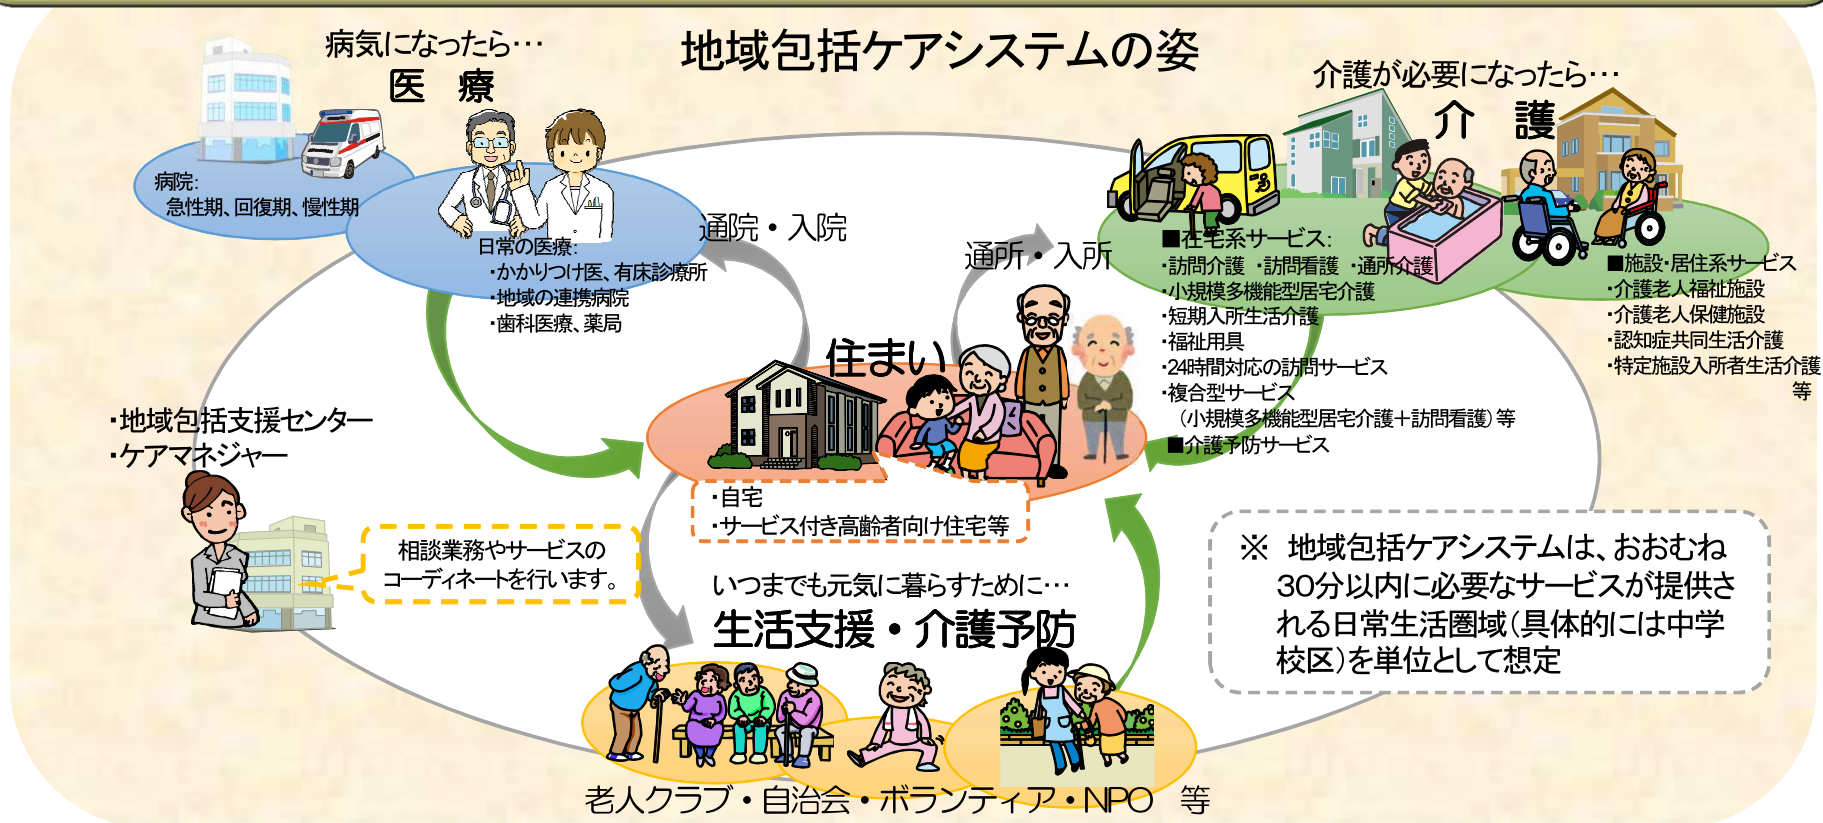 地域包括ケアシステムの姿
病気になったら…
医　療
病院：
急性期、回復期、慢性期
日常の医療：
・かかりつけ医、有床診療所
・地域の連携病院
・歯科医療、薬局
通院・入院
通所・入所
介護が必要になったら…
介　護
■在宅系サービス：
・訪問介護　・訪問看護　・通所介護
・小規模多機能型居宅介護
・短期入所生活介護
・福祉用具
・24時間対応の訪問サービス
・複合型サービス
（小規模多機能型居宅介護＋訪問看護）等
■介護予防サービス
■施設・居住系サービス
・介護老人福祉施設
・介護老人保健施設
・認知症共同生活介護
・特定施設入所者生活介護
等
住まい
・自宅
・サービス付き高齢者向け住宅等
・地域包括支援センター
・ケアマネジャー
相談業務やサービスの
コーディネートを行います。
いつまでも元気に暮らすために…
生活支援・介護予防
老人クラブ・自治会・ボランティア・NPO　等
※　地域包括ケアシステムは、おおむね
30分以内に必要なサービスが提供さ
れる日常生活圏域（具体的には中学
校区）を単位として想定